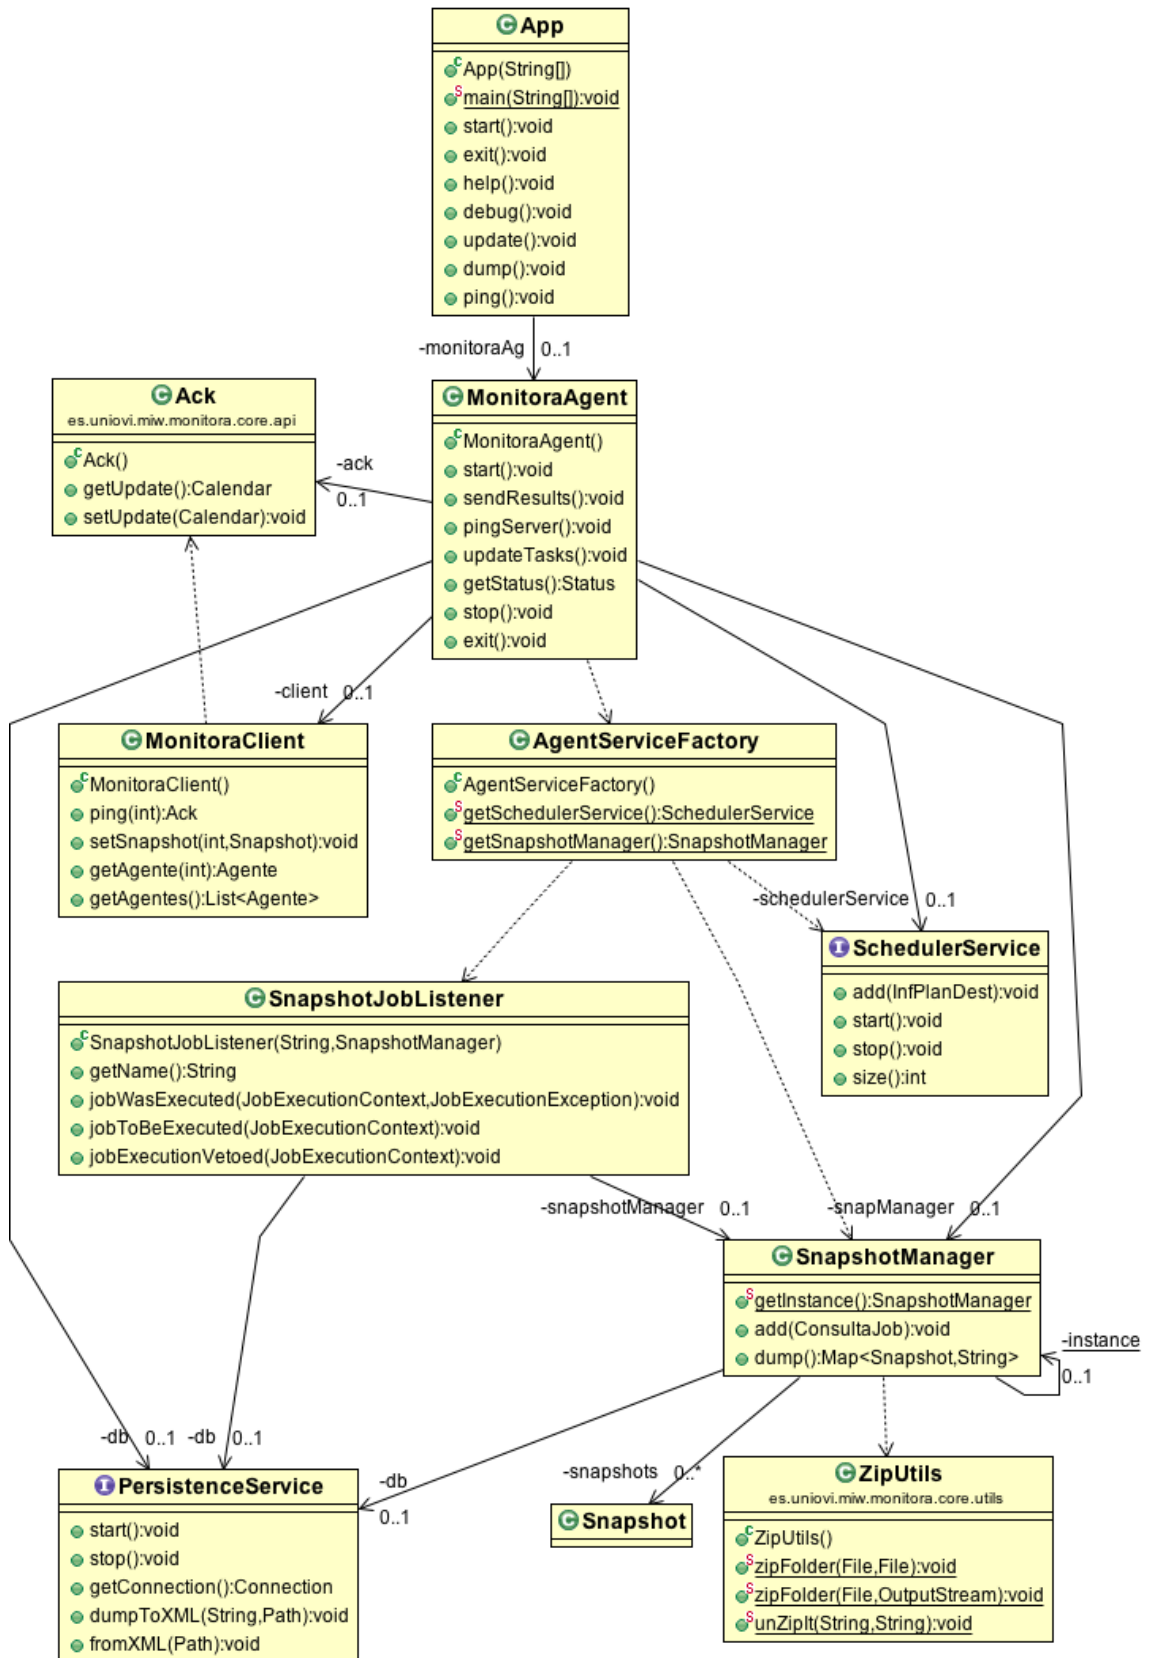 App
App(String[])
main(String[]):void
start():void
exit():void
help():void
debug():void
update():void
dump():void
ping():void
-monitoraAg 0..1
Ack
es.uniovi.miw.monitora.core.api
Ack()
getUpdate():Calendar
setUpdate(Calendar):void
-ack
0..1
MonitoraAgent
MonitoraAgent()
start():void
sendResults():void
pingServer():void
updateTasks():void
getStatus():Status
stop():void
exit():void
-client 0..1
MonitoraClient
MonitoraClient()
ping(int):Ack
setSnapshot(int,Snapshot):void
getAgente(int):Agente
getAgentes():List<Agente>
AgentServiceFactory
AgentServiceFactory()
getSchedulerService():SchedulerService
getSnapshotManager():SnapshotManager
-schedulerService 0..1
SchedulerService
add(InfPlanDest):void
start():void
stop():void
size():int
SnapshotJobListener
SnapshotJobListener(String,SnapshotManager)
getName():String
jobWasExecuted(JobExecutionContext,JobExecutionException):void
jobToBeExecuted(JobExecutionContext):void
jobExecutionVetoed(JobExecutionContext):void
-snapshotManager 0..1
-snapManager 0..1
SnapshotManager
getInstance():SnapshotManager
add(ConsultaJob):void
dump():Map<Snapshot,String>
-instance
0..1
-db 0..1
-db 0..1
-db
0..1
PersistenceService
start():void
stop():void
getConnection():Connection
dumpToXML(String,Path):void
fromXML(Path):void
-snapshots 0..*
Snapshot
ZipUtils
es.uniovi.miw.monitora.core.utils
ZipUtils()
zipFolder(File,File):void
zipFolder(File,OutputStream):void
unZipIt(String,String):void